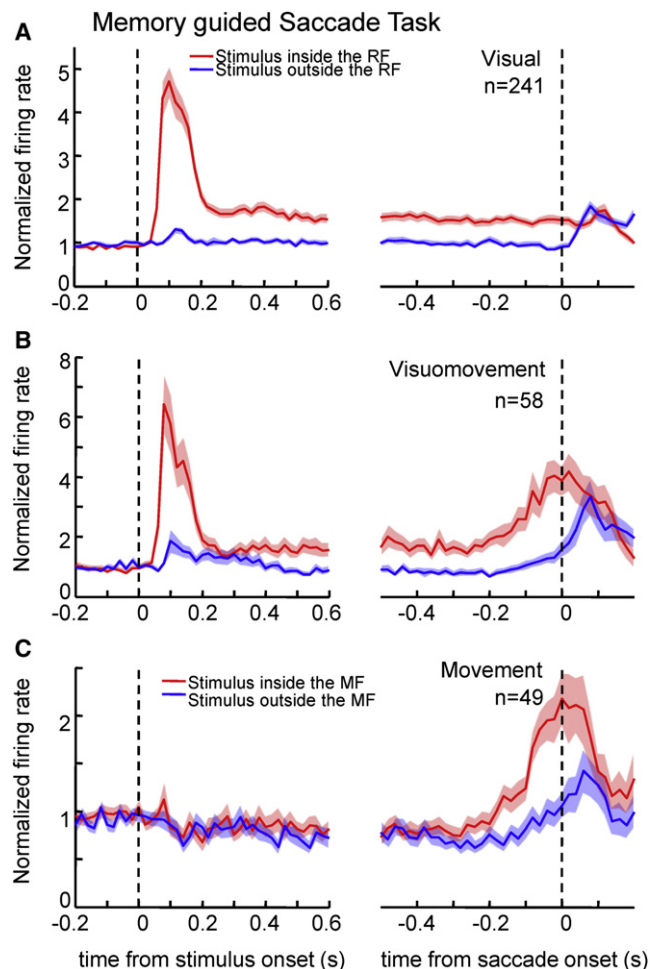 Memory guided Saccade Task
A
Stimulus inside the RF
Stimulus outside the RF
Visual
n=241
Normalized firing rate
5
4
3
2
1
0
-0.2 0 0.2 0.4 0.6
-0.4 -0.2 0
B
Visuomovement
n=58
Normalized firing rate
8
6
4
2
0
-0.2 0 0.2 0.4 0.6
-0.4 -0.2 0
C
Stimulus inside the MF
Stimulus outside the MF
Movement
n=49
Normalized firing rate
2
1
0
-0.2 0 0.2 0.4 0.6
-0.4 -0.2 0
time from stimulus onset (s)
time from saccade onset (s)